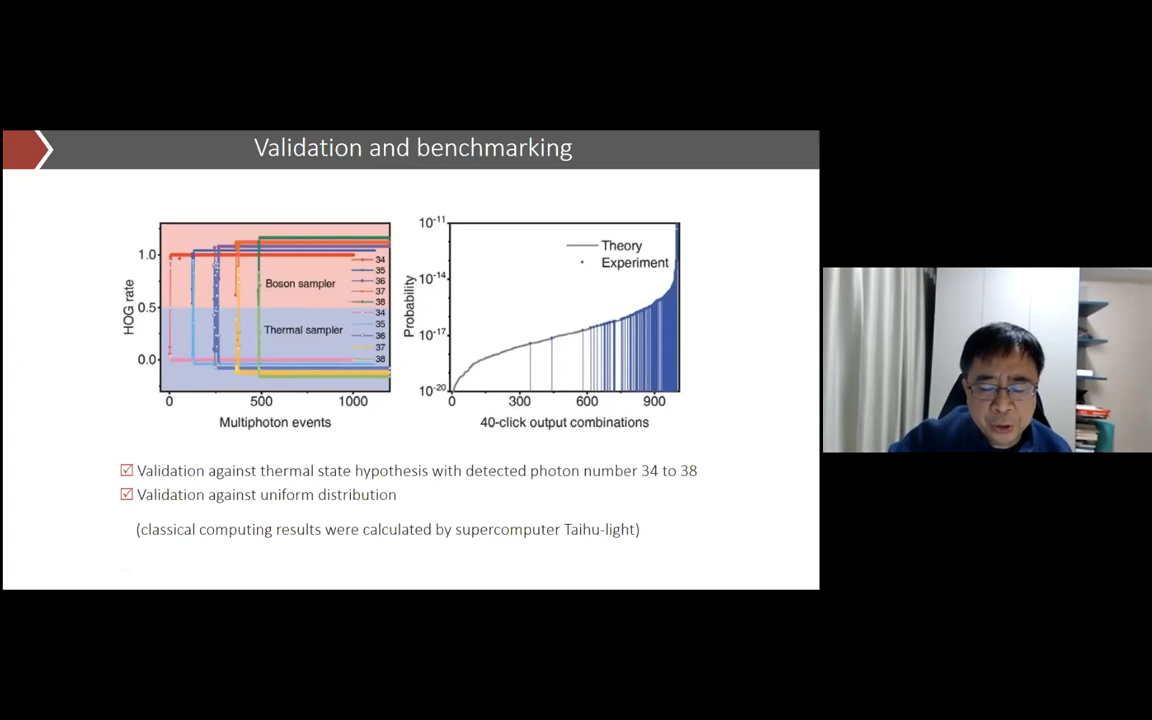 Validation and benchmarking
HOG rate
1.0
0.5
0.0
0
500
1000
Multiphoton events
Boson sampler
Thermal sampler
34
35
36
37
38
34
35
36
37
38
Probability
10-11
10-14
10-17
10-20
0
300
600
900
40-click output combinations
Theory
Experiment
☑ Validation against thermal state hypothesis with detected photon number 34 to 38
☑ Validation against uniform distribution
(classical computing results were calculated by supercomputer Taihu-light)